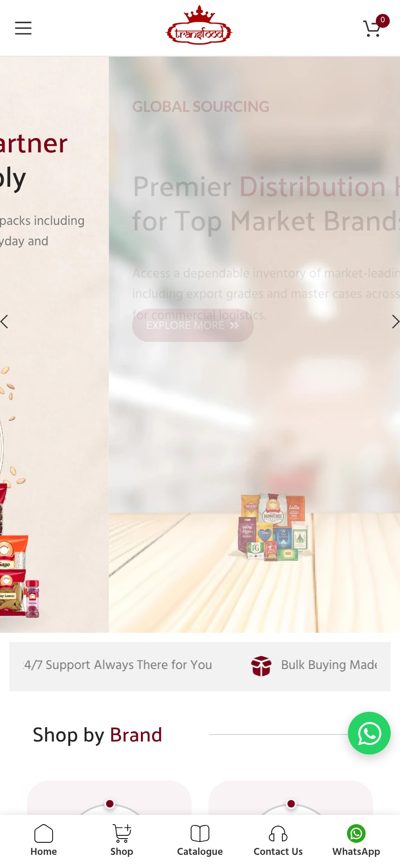 transfood
0
GLOBAL SOURCING
artner
ply
packs including
yday and
Premier Distribution H
for Top Market Brands
Access a dependable inventory of market-leadin
including export grades and master cases across
for commercial logistics.
EXPLORE MORE »
4/7 Support Always There for You
Bulk Buying Made
Shop by Brand
Home
Shop
Catalogue
Contact Us
WhatsApp